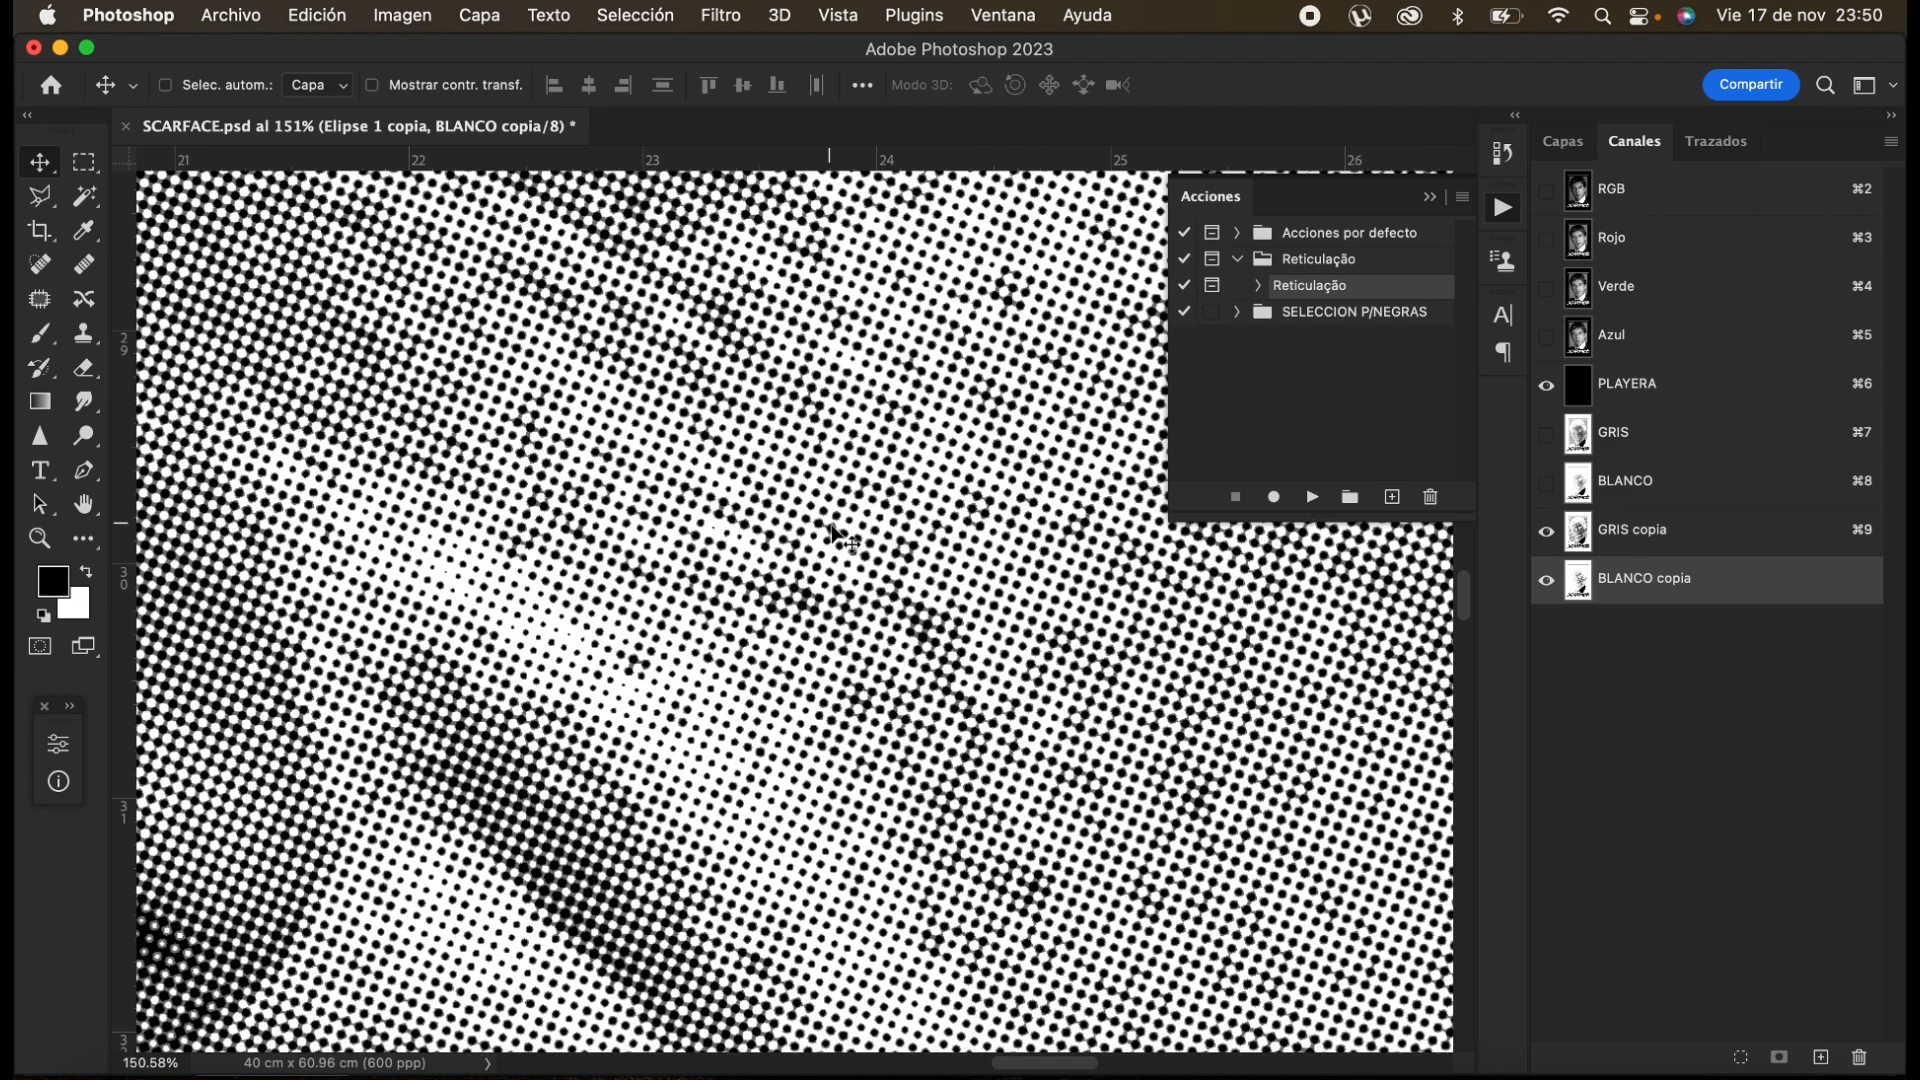 Photoshop Archivo Edición Imagen Capa Texto Selección Filtro 3D Vista Plugins Ventana Ayuda Vie 17 de nov 23:50
Adobe Photoshop 2023
Selec. autom.: Capa Mostrar contr. transf. Modo 3D: Compartir
SCARFACE.psd al 151% (Elipse 1 copia, BLANCO copia/8) *
Capas Canales Trazados
21 22 23 24 25 26
29
30
31
3
Acciones
Acciones por defecto
Reticulação
Reticulação
SELECCION P/NEGRAS
RGB ⌘2
Rojo ⌘3
Verde ⌘4
Azul ⌘5
PLAYERA ⌘6
GRIS ⌘7
BLANCO ⌘8
GRIS copia ⌘9
BLANCO copia
150.58% 40 cm x 60.96 cm (600 ppp)